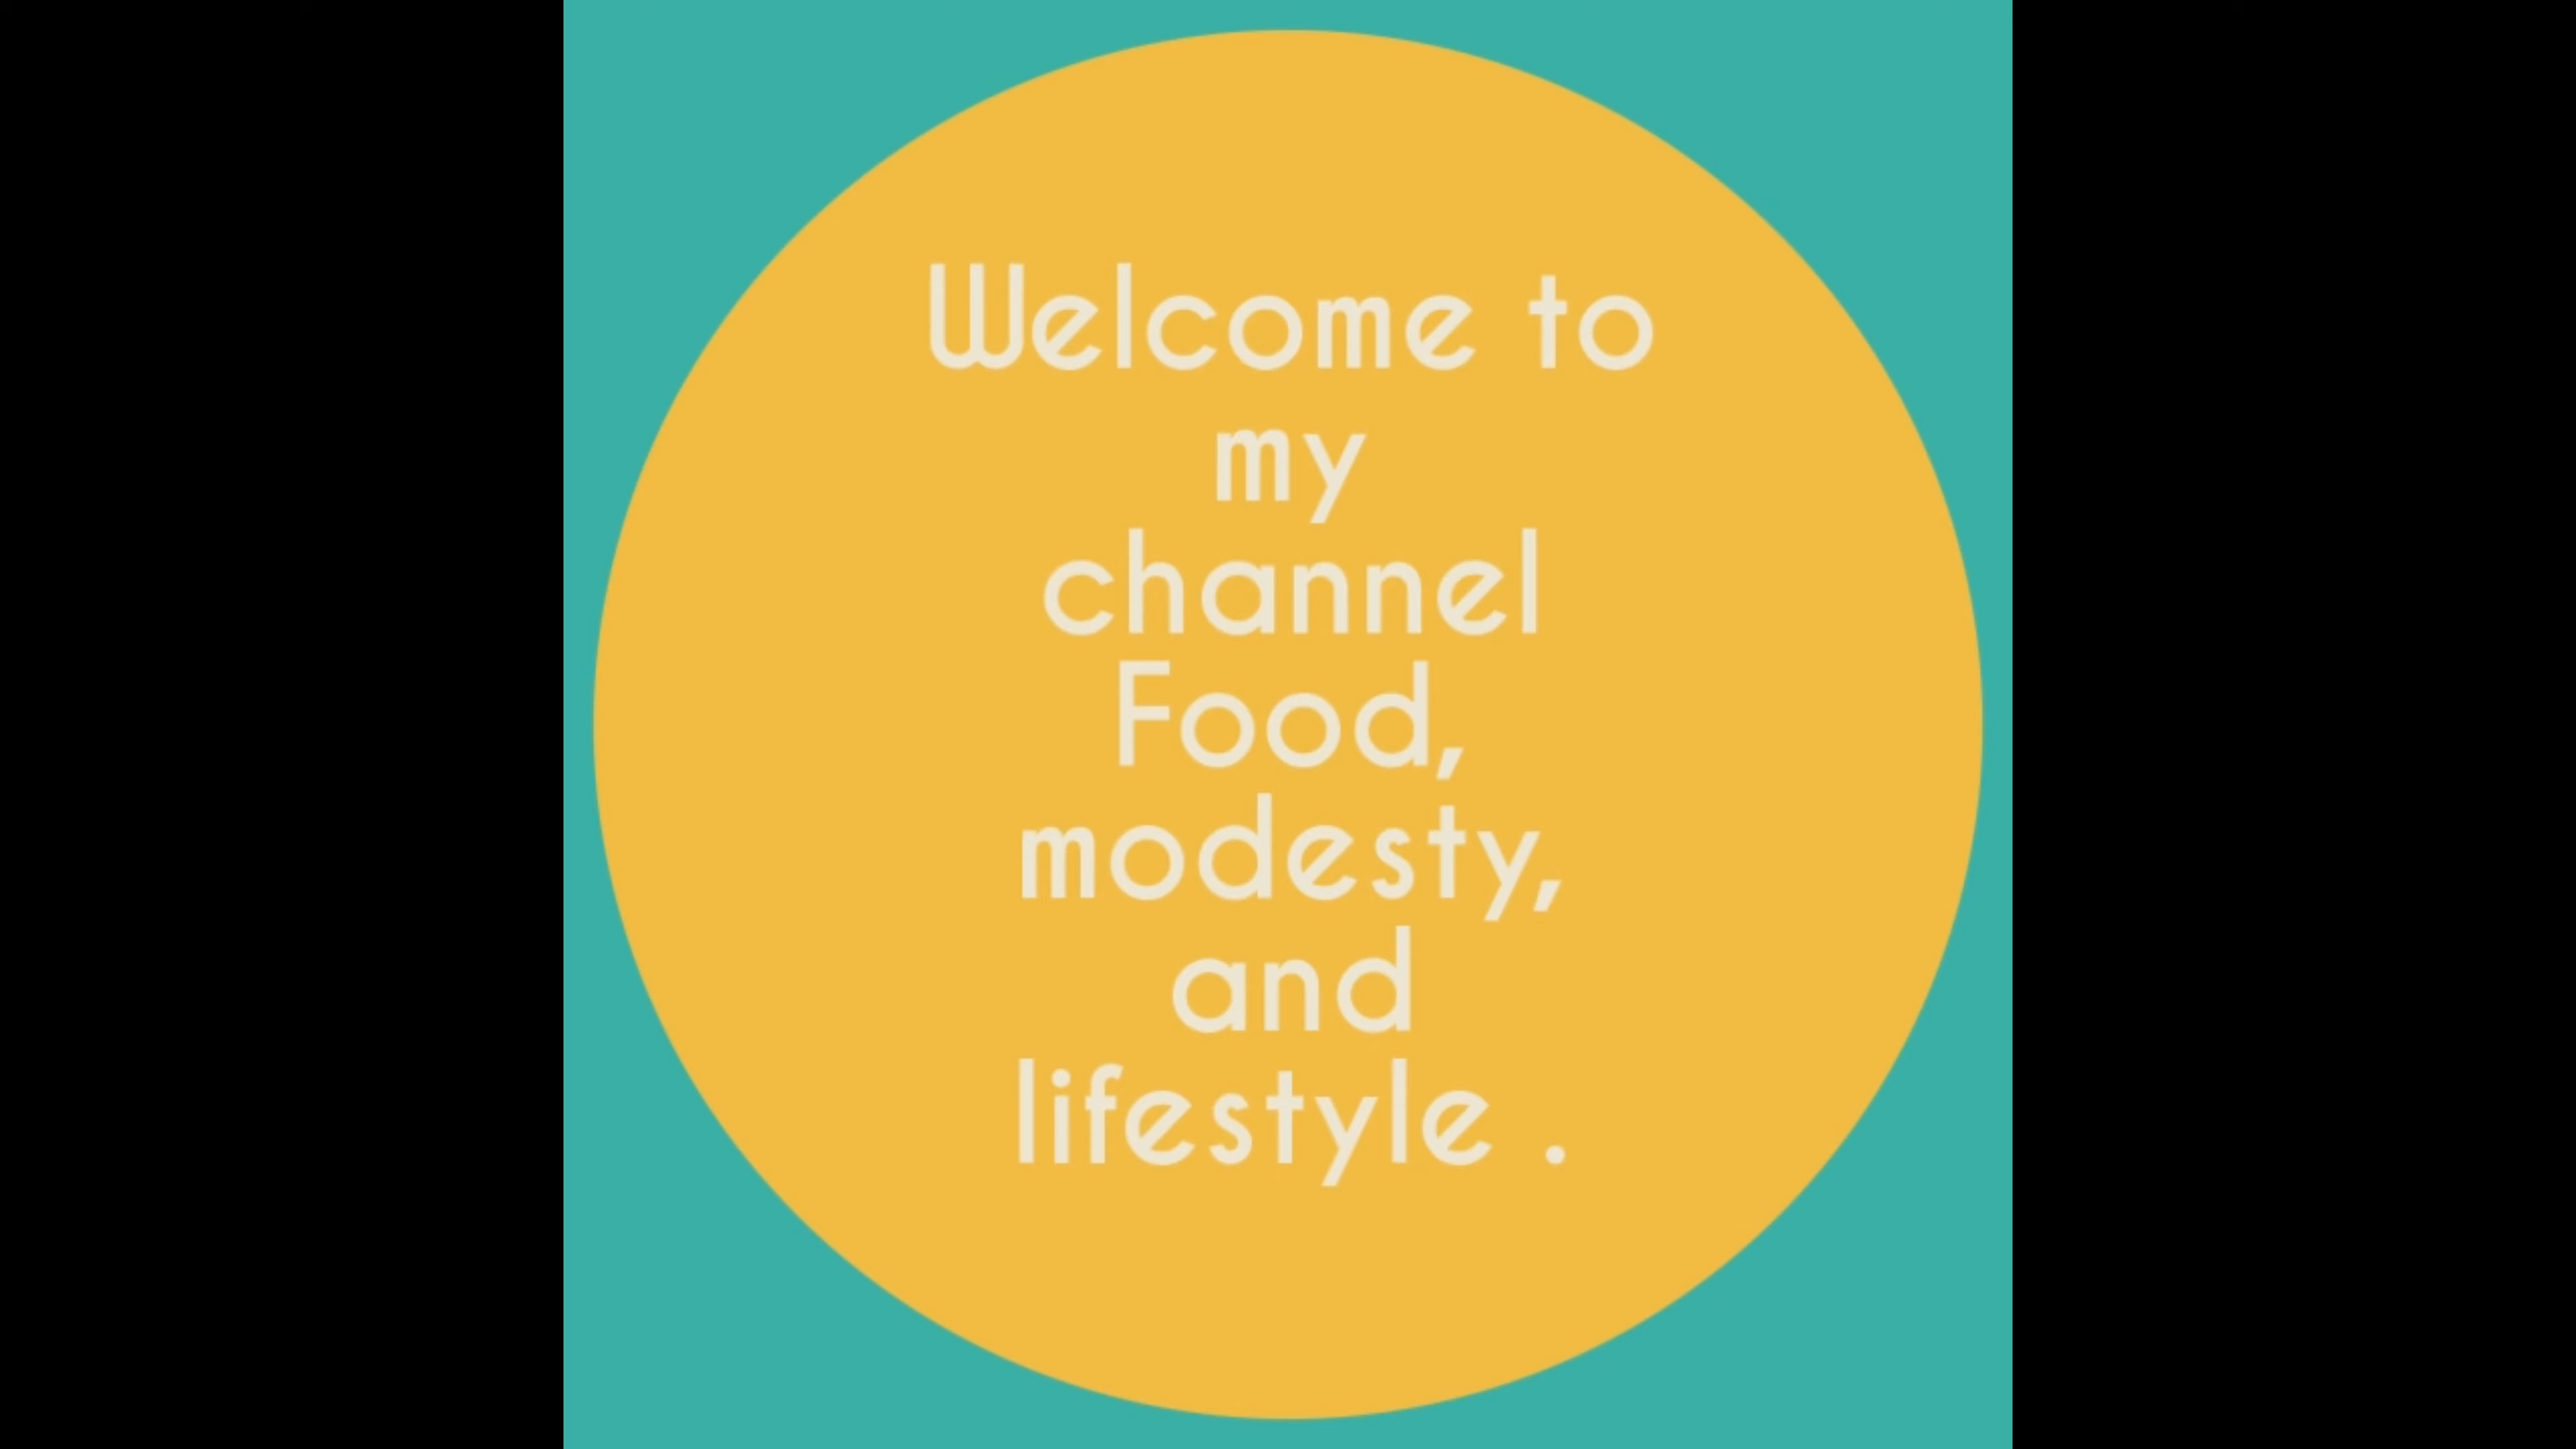 Welcome to
my
channel
Food,
modesty,
and
lifestyle .